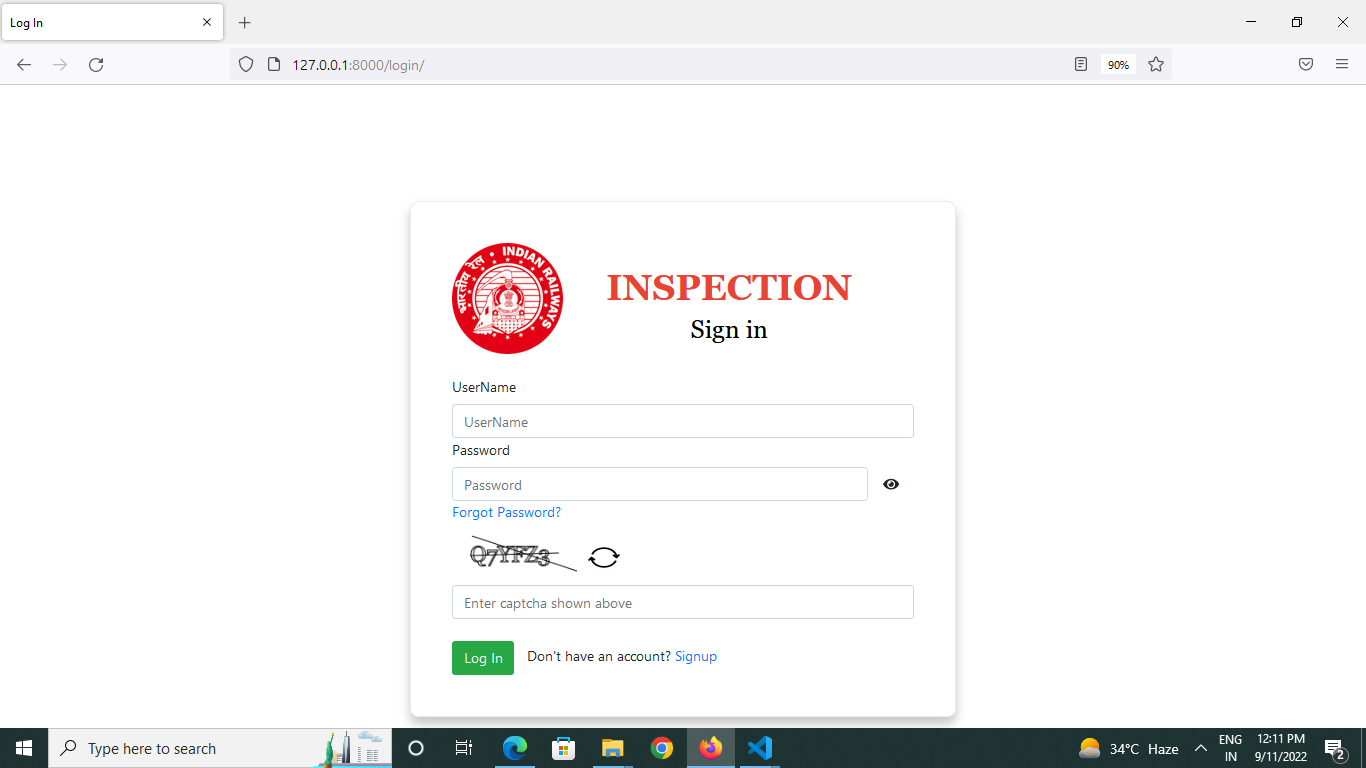 Log In
127.0.0.1:8000/login/
90%
भारतीय रेल • INDIAN RAILWAYS
INSPECTION
Sign in
UserName
UserName
Password
Password
Forgot Password?
Q7YFZ3
Enter captcha shown above
Log In
Don't have an account? Signup
Type here to search
34°C Haze
ENG
IN
12:11 PM
9/11/2022
2